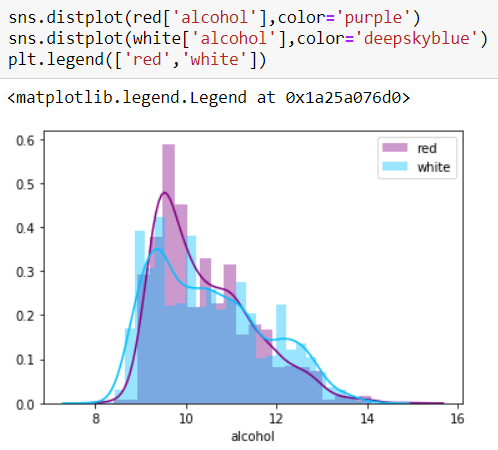 sns.distplot(red['alcohol'],color='purple')
sns.distplot(white['alcohol'],color='deepskyblue')
plt.legend(['red','white'])
<matplotlib.legend.Legend at 0x1a25a076d0>
0.6
red
white
0.5
0.4
0.3
0.2
0.1
0.0
8 10 12 14 16
alcohol